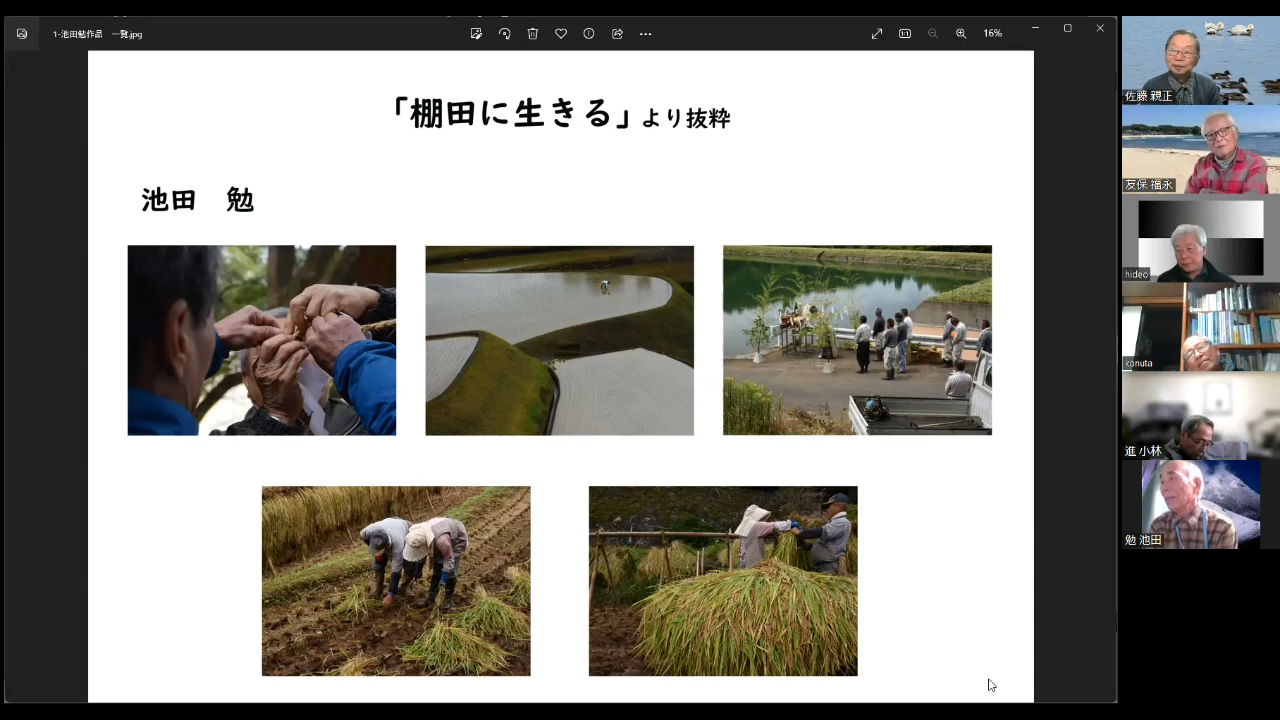 1-池田勉作品　一覧.jpg
16%
「棚田に生きる」より抜粋
池田　勉
佐藤 親正
友保 福永
hideo
konuta
進 小林
勉 池田